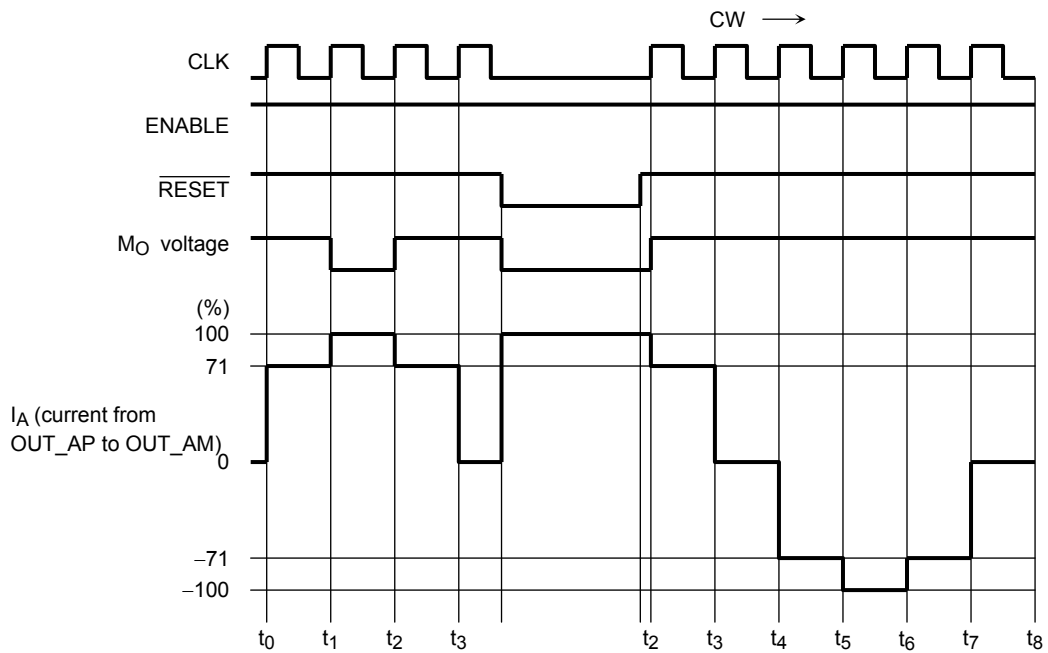 CW →
CLK
ENABLE
RESET
MO voltage
(%)
100
71
IA (current from
OUT_AP to OUT_AM)
0
−71
−100
t0 t1 t2 t3 t2 t3 t4 t5 t6 t7 t8